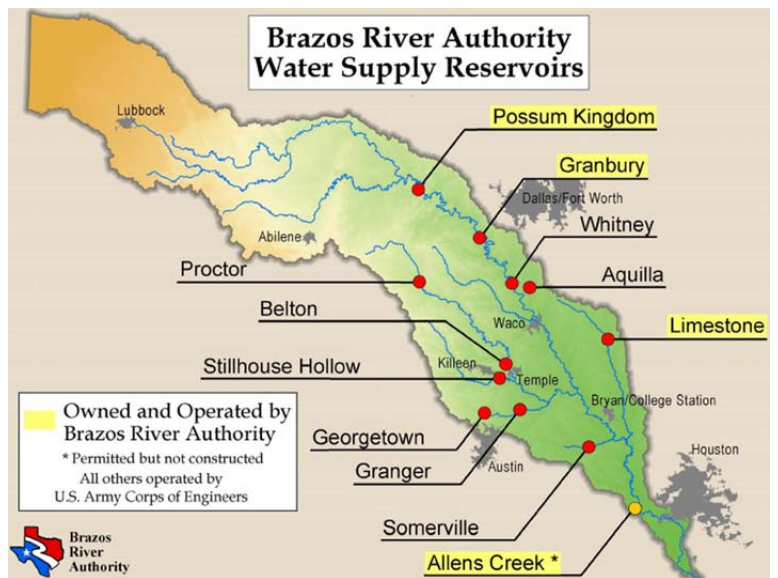 Brazos River Authority
Water Supply Reservoirs
Lubbock
Possum Kingdom
Granbury
Dallas/Fort Worth
Whitney
Abilene
Proctor
Aquilla
Belton
Waco
Limestone
Stillhouse Hollow
Killeen
Temple
Bryan/College Station
Owned and Operated by
Brazos River Authority
* Permitted but not constructed
All others operated by
U.S. Army Corps of Engineers
Georgetown
Granger
Austin
Houston
Somerville
Allens Creek *
Brazos
River
Authority